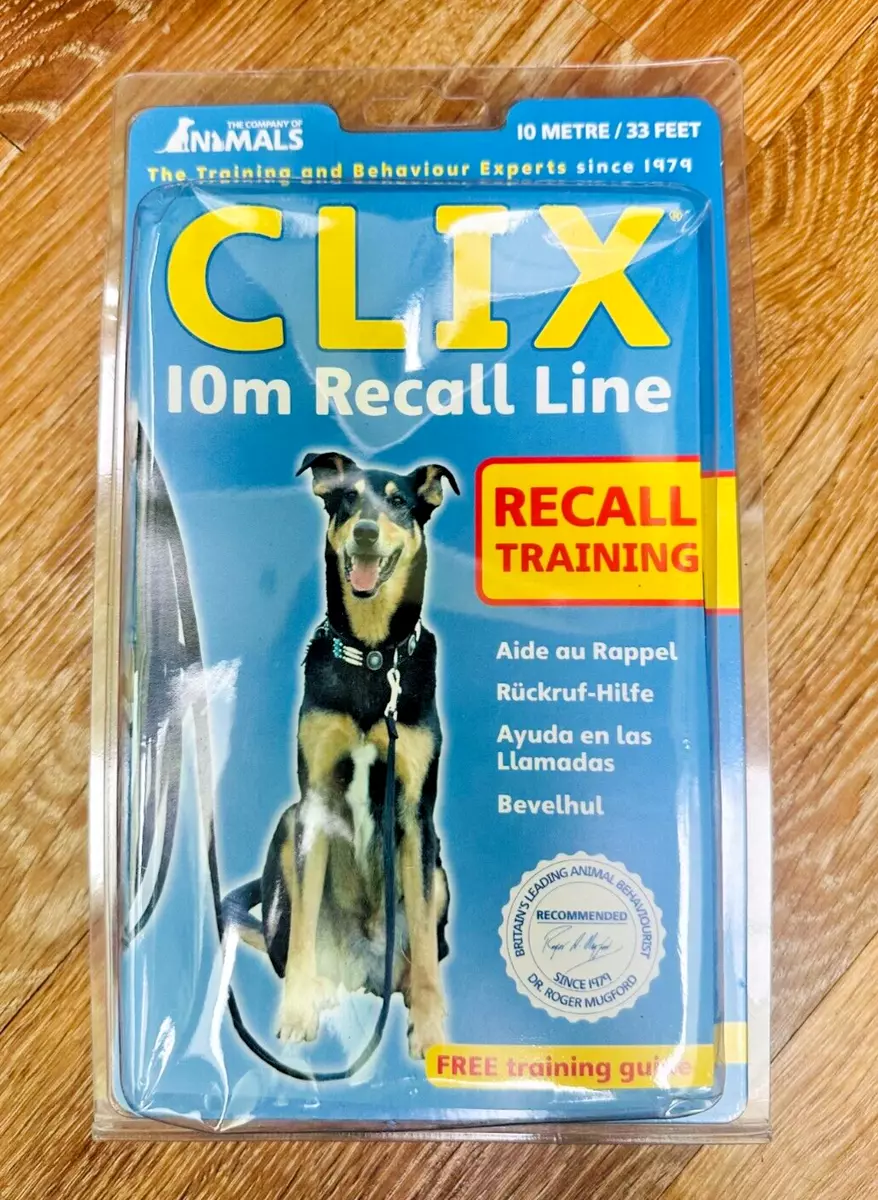 THE COMPANY OF
ANIMALS
10 METRE / 33 FEET
The Training and Behaviour Experts since 1979
CLIX®
10m Recall Line
RECALL
TRAINING
Aide au Rappel
Rückruf-Hilfe
Ayuda en las
Llamadas
Bevelhul
BRITAIN'S LEADING ANIMAL BEHAVIOURIST
RECOMMENDED
Roger A. Mugford
SINCE 1979
DR. ROGER MUGFORD
FREE training guide